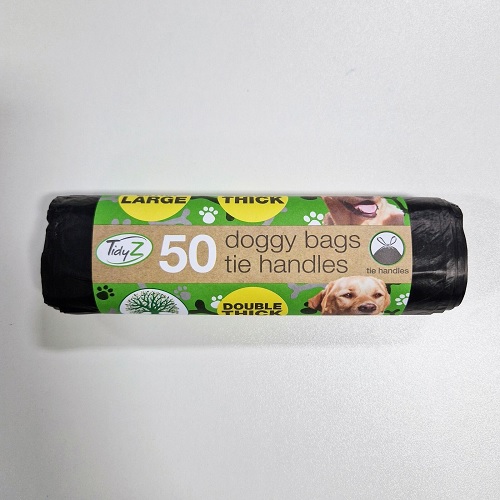 LARGE
THICK
TidyZ
50
doggy bags
tie handles
tie handles
DOUBLE
THICK